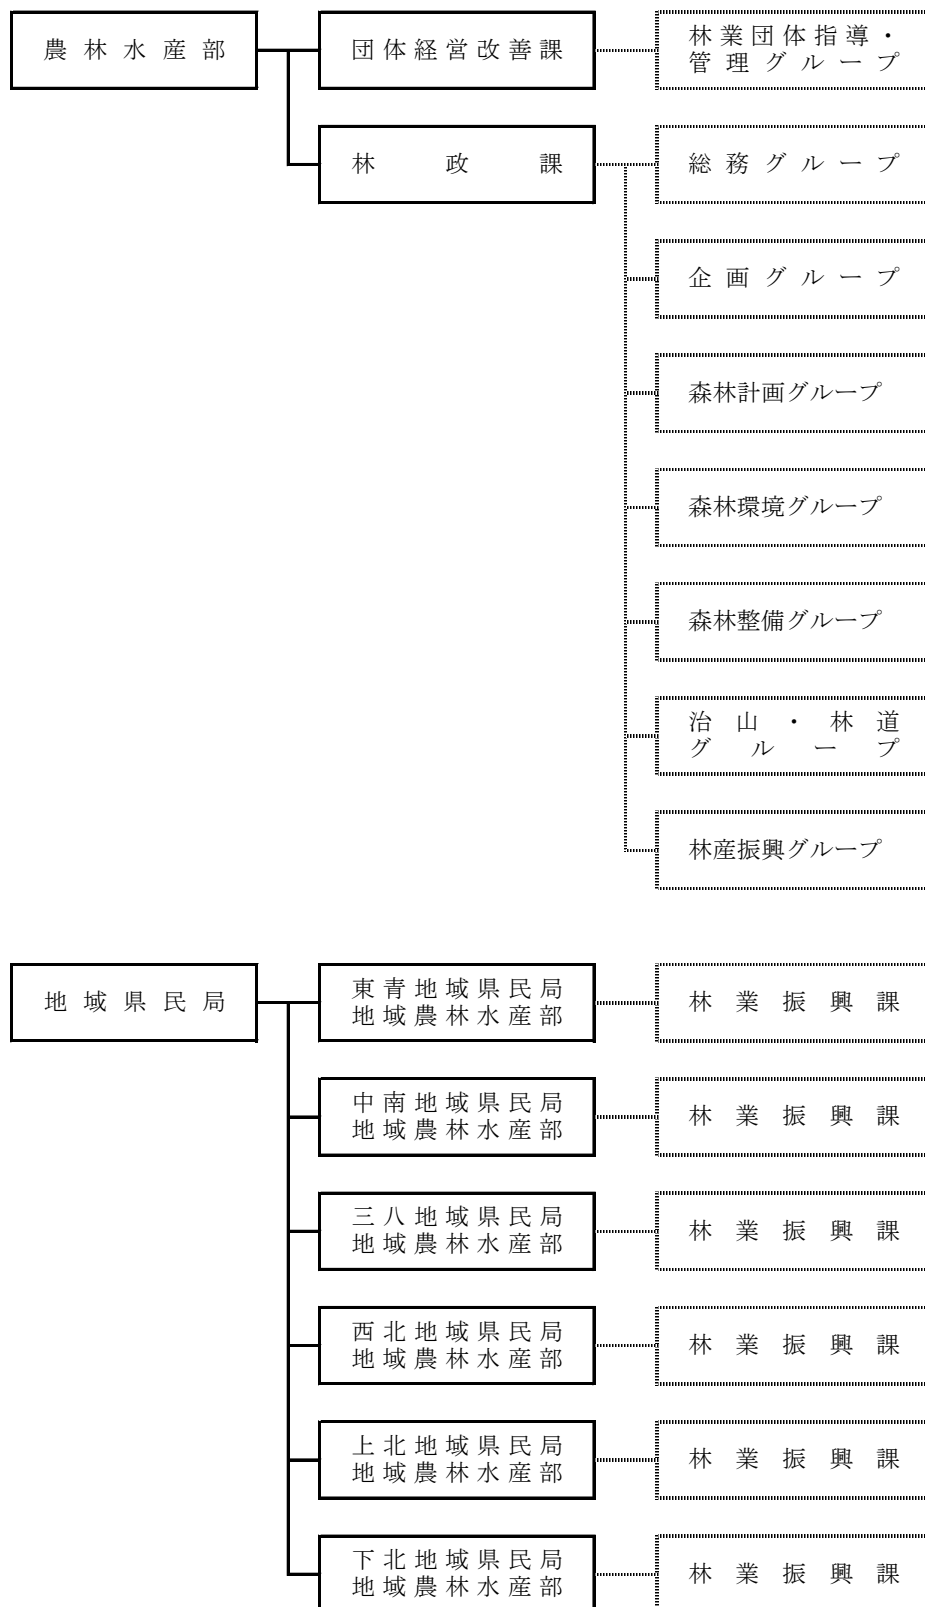 農林水産部
団体経営改善課
林業団体指導・
管理グループ
林政課
総務グループ
企画グループ
森林計画グループ
森林環境グループ
森林整備グループ
治山・林道
グループ
林産振興グループ
地域県民局
東青地域県民局
地域農林水産部
林業振興課
中南地域県民局
地域農林水産部
林業振興課
三八地域県民局
地域農林水産部
林業振興課
西北地域県民局
地域農林水産部
林業振興課
上北地域県民局
地域農林水産部
林業振興課
下北地域県民局
地域農林水産部
林業振興課